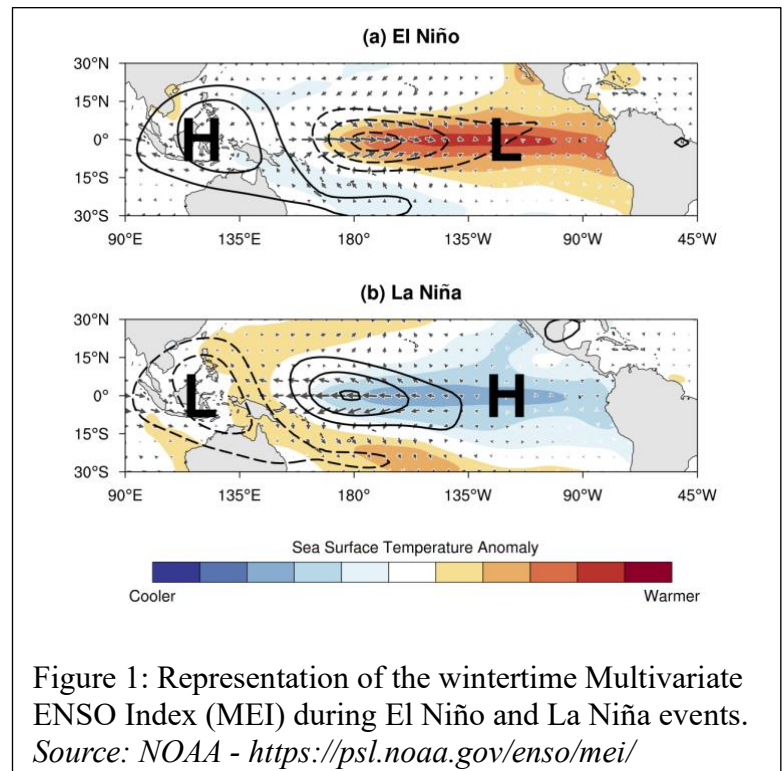 (a) El Niño
30°N
15°N
0°
15°S
30°S
H
L
90°E 135°E 180° 135°W 90°W 45°W
(b) La Niña
30°N
15°N
0°
15°S
30°S
L
H
90°E 135°E 180° 135°W 90°W 45°W
Sea Surface Temperature Anomaly
Cooler Warmer
Figure 1: Representation of the wintertime Multivariate
ENSO Index (MEI) during El Niño and La Niña events.
Source: NOAA - https://psl.noaa.gov/enso/mei/